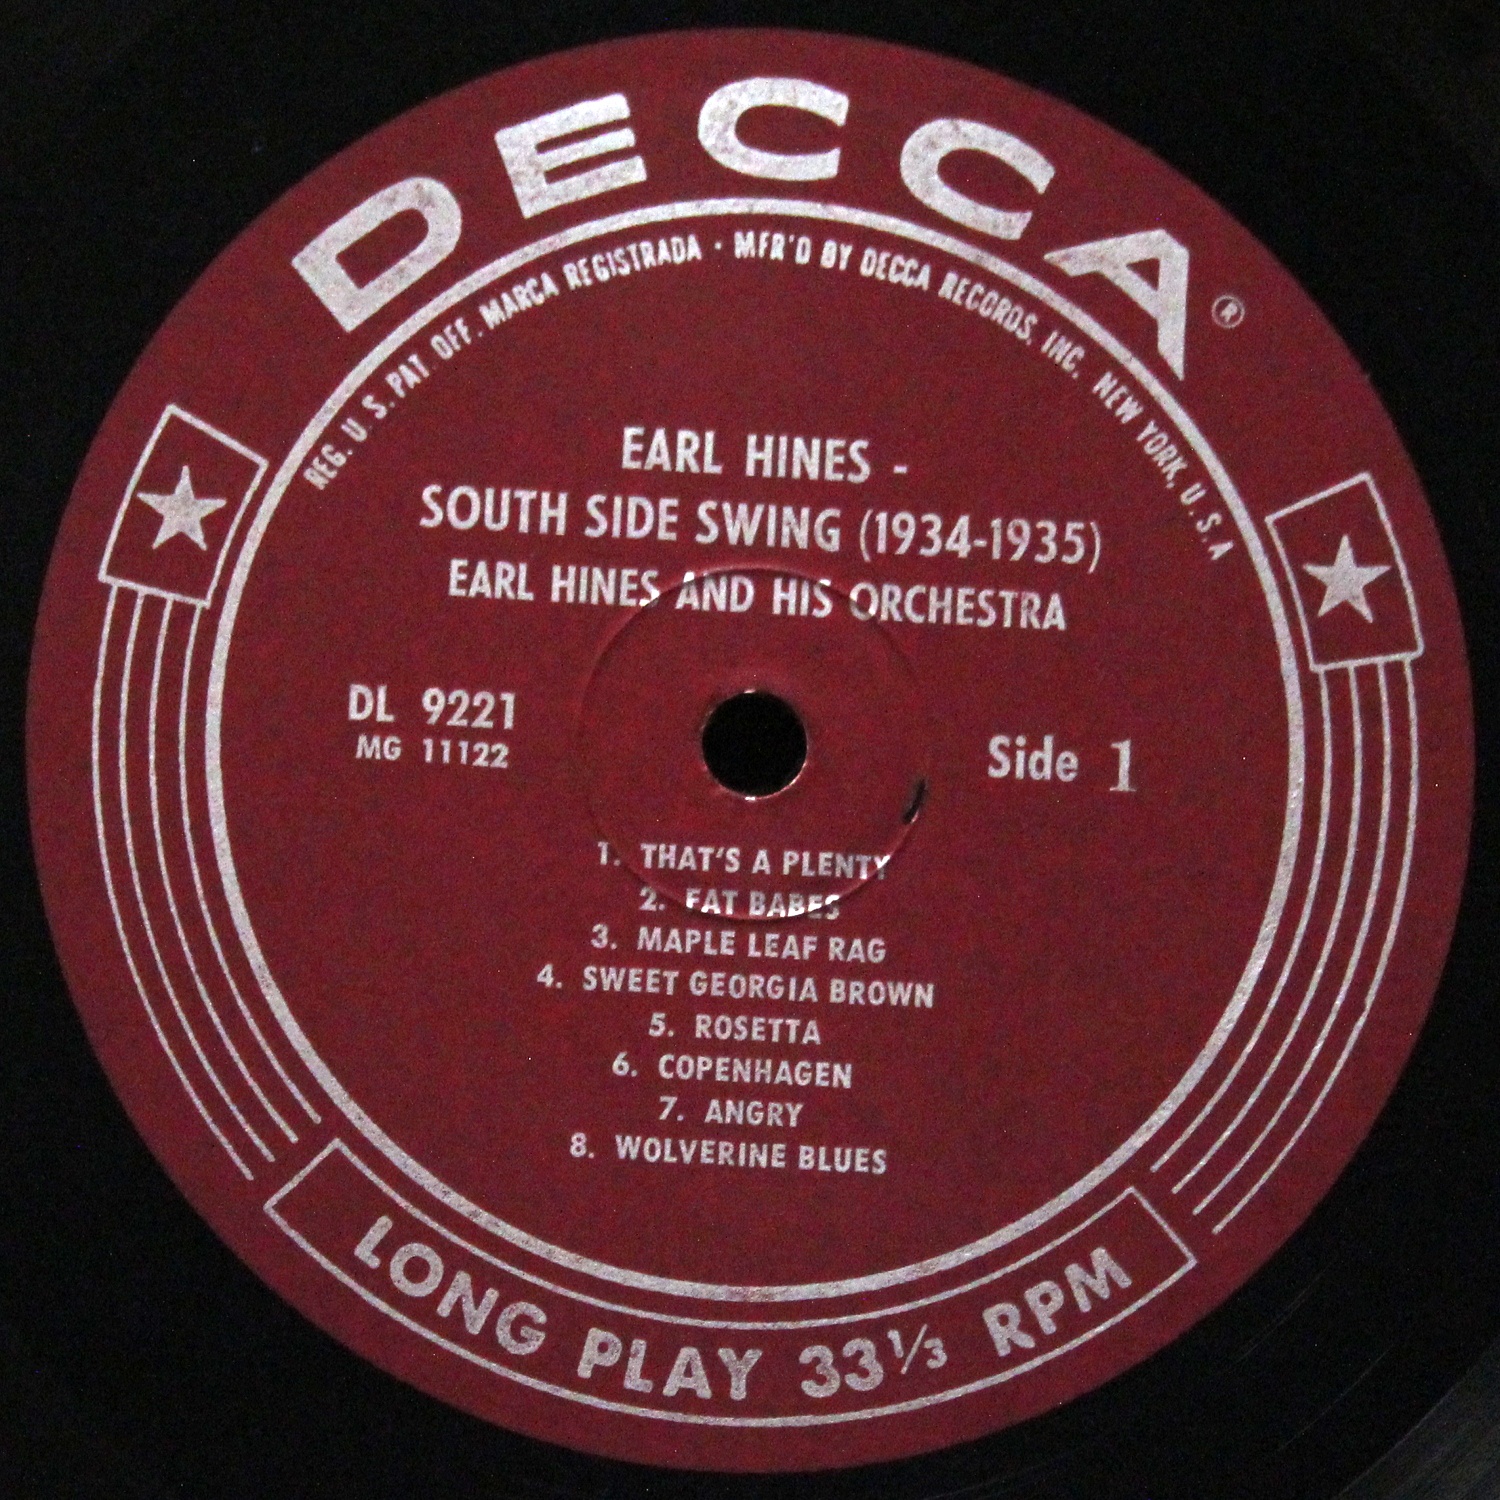 DECCA®
REG. U. S. PAT. OFF. MARCA REGISTRADA · MFR'D BY DECCA RECORDS, INC. NEW YORK, U.S.A
EARL HINES -
SOUTH SIDE SWING (1934-1935)
EARL HINES AND HIS ORCHESTRA
DL 9221
MG 11122
Side 1
1. THAT'S A PLENTY
2. FAT BABES
3. MAPLE LEAF RAG
4. SWEET GEORGIA BROWN
5. ROSETTA
6. COPENHAGEN
7. ANGRY
8. WOLVERINE BLUES
LONG PLAY 33⅓ RPM